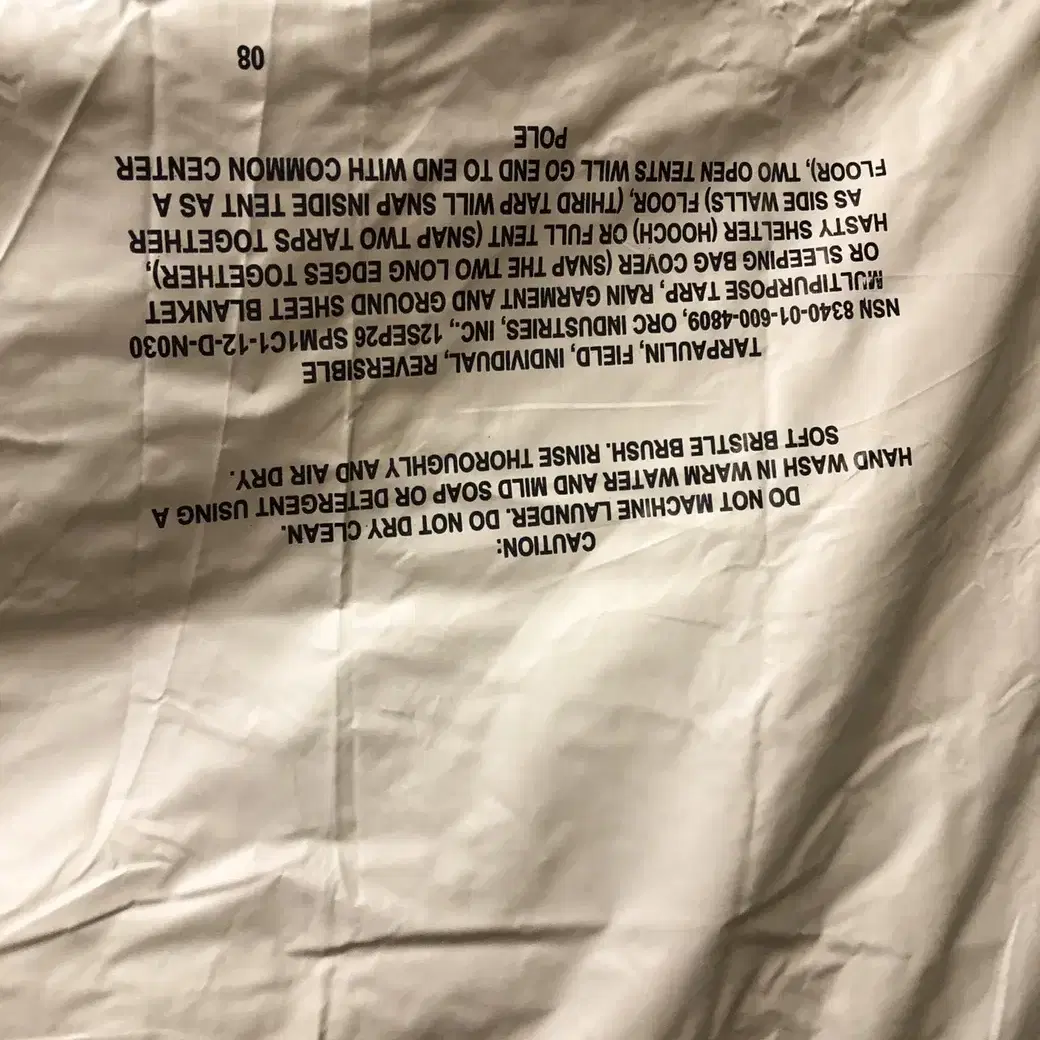 CAUTION:
DO NOT MACHINE LAUNDER. DO NOT DRY CLEAN.
HAND WASH IN WARM WATER AND MILD SOAP OR DETERGENT USING A
SOFT BRISTLE BRUSH. RINSE THOROUGHLY AND AIR DRY.
TARPAULIN, FIELD, INDIVIDUAL, REVERSIBLE
NSN 8340-01-600-4809, ORC INDUSTRIES, INC., 12SEP26 SPM1C1-12-D-N030
MULTIPURPOSE TARP, RAIN GARMENT AND GROUND SHEET BLANKET
OR SLEEPING BAG COVER (SNAP THE TWO LONG EDGES TOGETHER),
HASTY SHELTER (HOOCH) OR FULL TENT (SNAP TWO TARPS TOGETHER
AS SIDE WALLS) FLOOR, (THIRD TARP WILL SNAP INSIDE TENT AS A
FLOOR), TWO OPEN TENTS WILL GO END TO END WITH COMMON CENTER
POLE
08